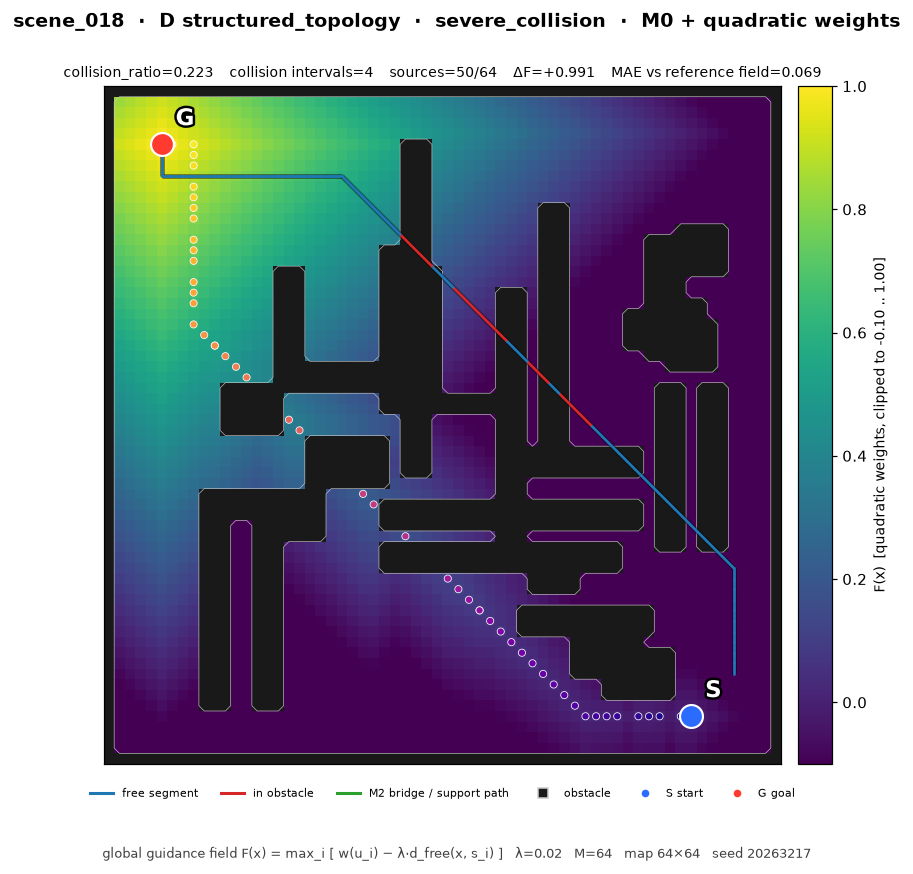 scene_018 · D structured_topology · severe_collision · M0 + quadratic weights
collision_ratio=0.223 collision intervals=4 sources=50/64 ΔF=+0.991 MAE vs reference field=0.069
G
S
1.0
0.8
0.6
0.4
0.2
0.0
F(x) [quadratic weights, clipped to -0.10 .. 1.00]
free segment
in obstacle
M2 bridge / support path
obstacle
S start
G goal
global guidance field F(x) = max_i [ w(u_i) − λ·d_free(x, s_i) ] λ=0.02 M=64 map 64×64 seed 20263217